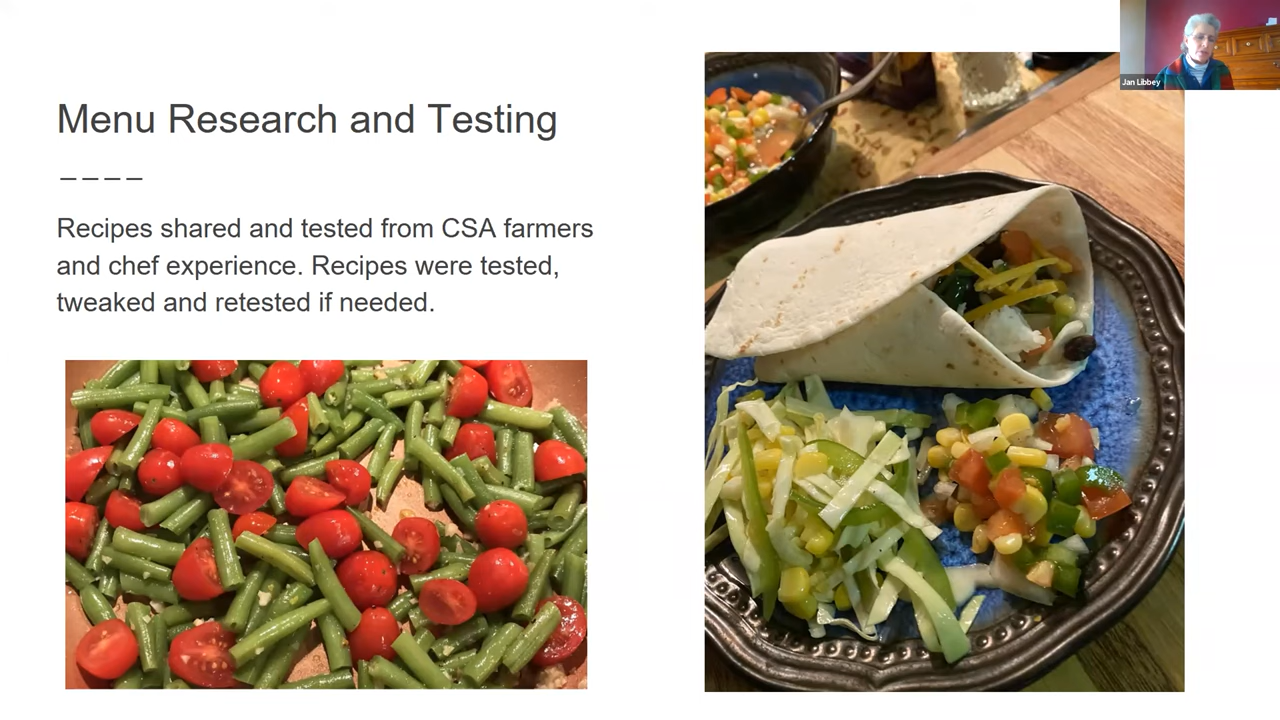 Menu Research and Testing
Recipes shared and tested from CSA farmers
and chef experience. Recipes were tested,
tweaked and retested if needed.
Jan Libbey